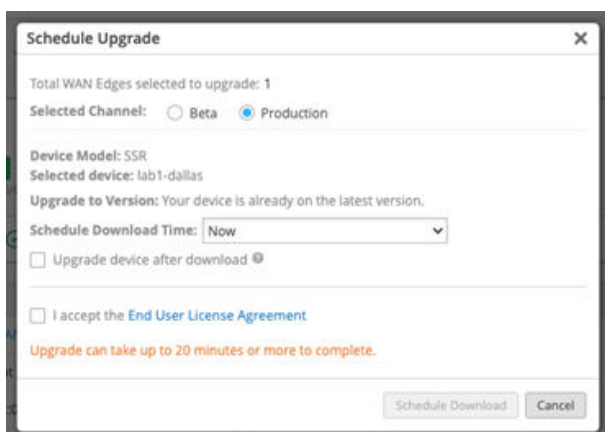 Schedule Upgrade
Total WAN Edges selected to upgrade: 1
Selected Channel: Beta Production
Device Model: SSR
Selected device: lab1-dallas
Upgrade to Version: Your device is already on the latest version.
Schedule Download Time: Now
Upgrade device after download
I accept the End User License Agreement
Upgrade can take up to 20 minutes or more to complete.
Schedule Download Cancel